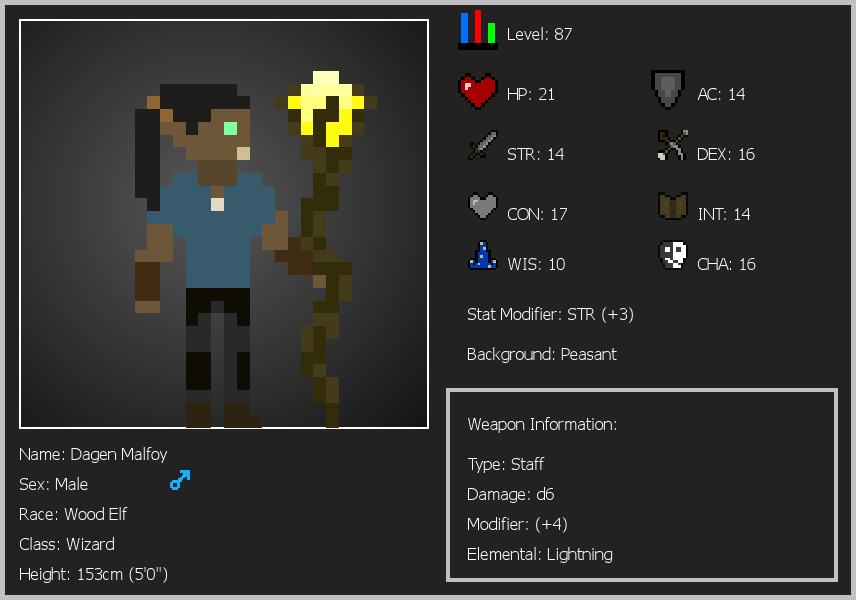 Level: 87
HP: 21
AC: 14
STR: 14
DEX: 16
CON: 17
INT: 14
WIS: 10
CHA: 16
Stat Modifier: STR (+3)
Background: Peasant
Weapon Information:
Type: Staff
Damage: d6
Modifier: (+4)
Elemental: Lightning
Name: Dagen Malfoy
Sex: Male
Race: Wood Elf
Class: Wizard
Height: 153cm (5'0")